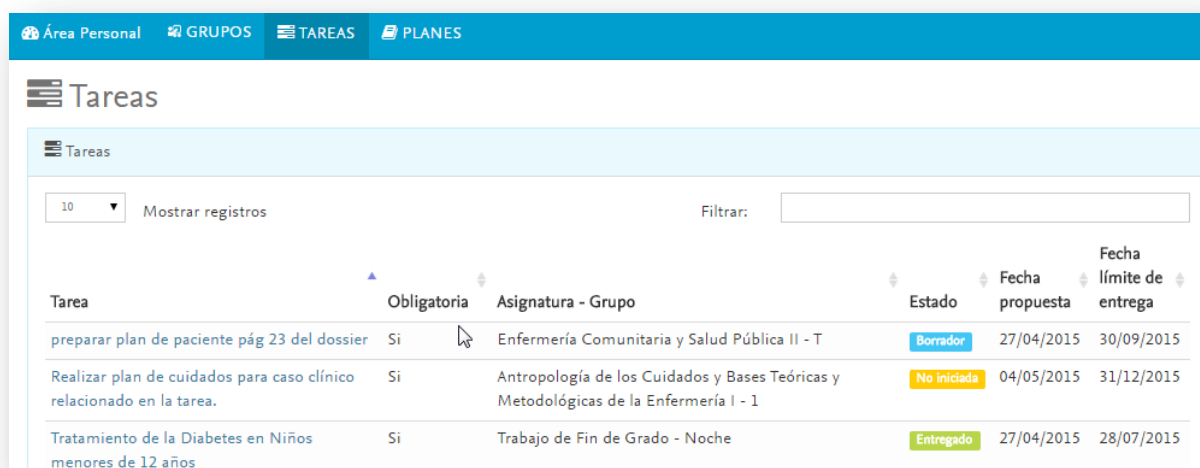 Área Personal GRUPOS TAREAS PLANES
Tareas
Tareas
10 Mostrar registros Filtrar:
Tarea Obligatoria Asignatura - Grupo Estado Fecha propuesta Fecha límite de entrega
preparar plan de paciente pág 23 del dossier Si Enfermería Comunitaria y Salud Pública II - T Borrador 27/04/2015 30/09/2015
Realizar plan de cuidados para caso clínico Si Antropología de los Cuidados y Bases Teóricas y No iniciada 04/05/2015 31/12/2015
relacionado en la tarea. Metodológicas de la Enfermería I - 1
Tratamiento de la Diabetes en Niños Si Trabajo de Fin de Grado - Noche Entregado 27/04/2015 28/07/2015
menores de 12 años